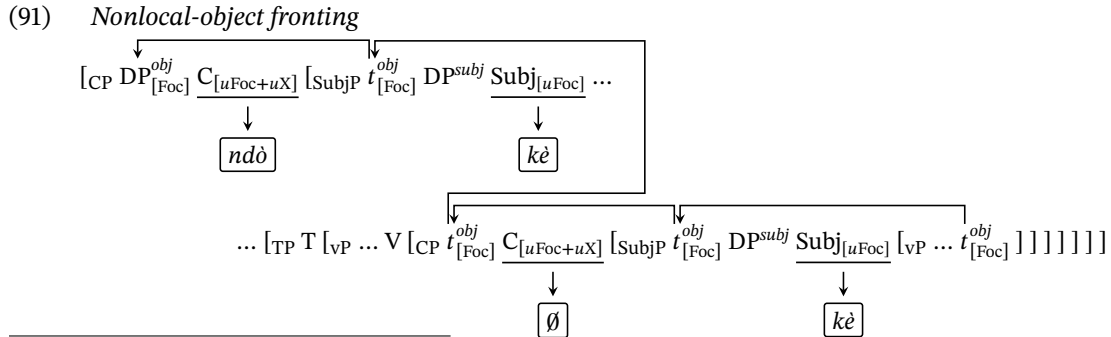 (91) Nonlocal-object fronting
[CP DP^obj_[Foc] C_[uFoc+uX] [SubjP t^obj_[Foc] DP^subj Subj_[uFoc] ...
ndò kè
... [TP T [vP ... V [CP t^obj_[Foc] C_[uFoc+uX] [SubjP t^obj_[Foc] DP^subj Subj_[uFoc] [vP ... t^obj_[Foc] ] ] ] ] ] ] ]
Ø kè